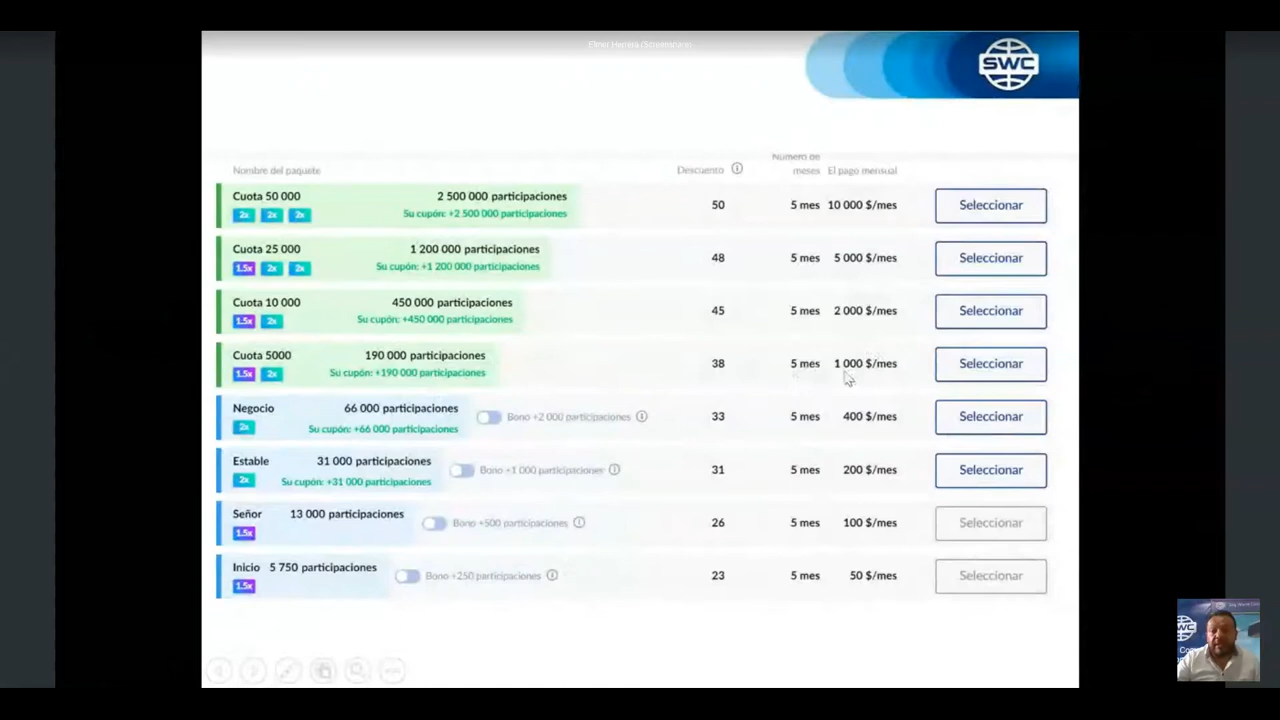 Elmer Herrera (Screenshare)
SWC
Nombre del paquete
Descuento
Número de meses
El pago mensual
Cuota 50 000
2 500 000 participaciones
2x 2x 2x
Su cupón: +2 500 000 participaciones
50
5 mes
10 000 $/mes
Seleccionar
Cuota 25 000
1 200 000 participaciones
1.5x 2x 2x
Su cupón: +1 200 000 participaciones
48
5 mes
5 000 $/mes
Seleccionar
Cuota 10 000
450 000 participaciones
1.5x 2x
Su cupón: +450 000 participaciones
45
5 mes
2 000 $/mes
Seleccionar
Cuota 5000
190 000 participaciones
1.5x 2x
Su cupón: +190 000 participaciones
38
5 mes
1 000 $/mes
Seleccionar
Negocio
66 000 participaciones
2x
Su cupón: +66 000 participaciones
Bono +2 000 participaciones
33
5 mes
400 $/mes
Seleccionar
Estable
31 000 participaciones
2x
Su cupón: +31 000 participaciones
Bono +1 000 participaciones
31
5 mes
200 $/mes
Seleccionar
Señor
13 000 participaciones
1.5x
Bono +500 participaciones
26
5 mes
100 $/mes
Seleccionar
Inicio
5 750 participaciones
1.5x
Bono +250 participaciones
23
5 mes
50 $/mes
Seleccionar
SWC